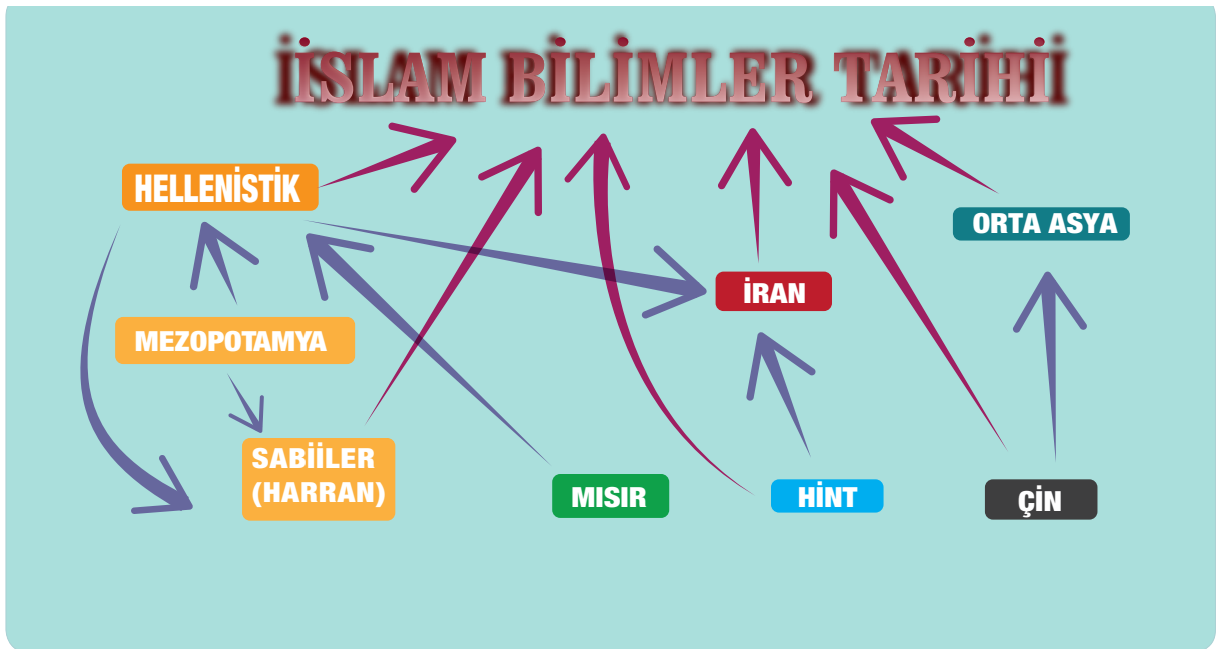 İSLAM BİLİMLER TARİHİ
HELLENİSTİK
ORTA ASYA
İRAN
MEZOPOTAMYA
SABİİLER
(HARRAN)
MISIR
HİNT
ÇİN